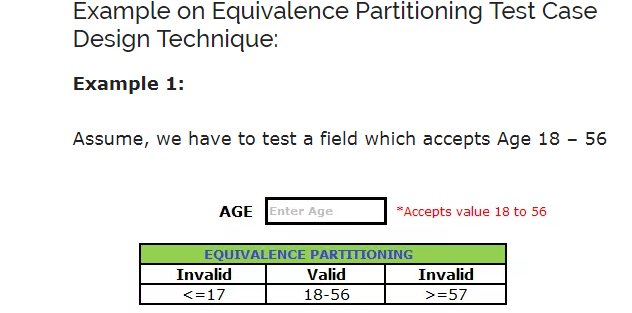 Example on Equivalence Partitioning Test Case
Design Technique:
Example 1:
Assume, we have to test a field which accepts Age 18 – 56
AGE Enter Age *Accepts value 18 to 56
EQUIVALENCE PARTITIONING
Invalid Valid Invalid
<=17 18-56 >=57